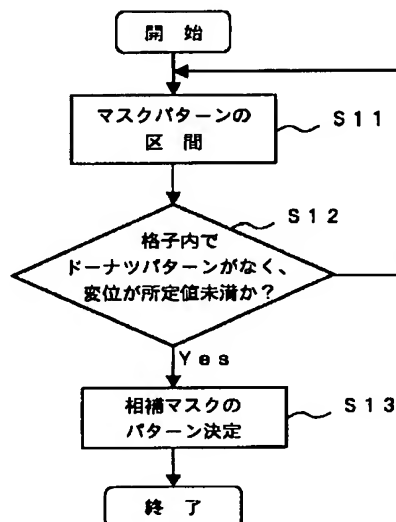 開始
マスクパターンの
区間
S11
S12
格子内で
ドーナツパターンがなく、
変位が所定値未満か？
Yes
相補マスクの
パターン決定
S13
終了